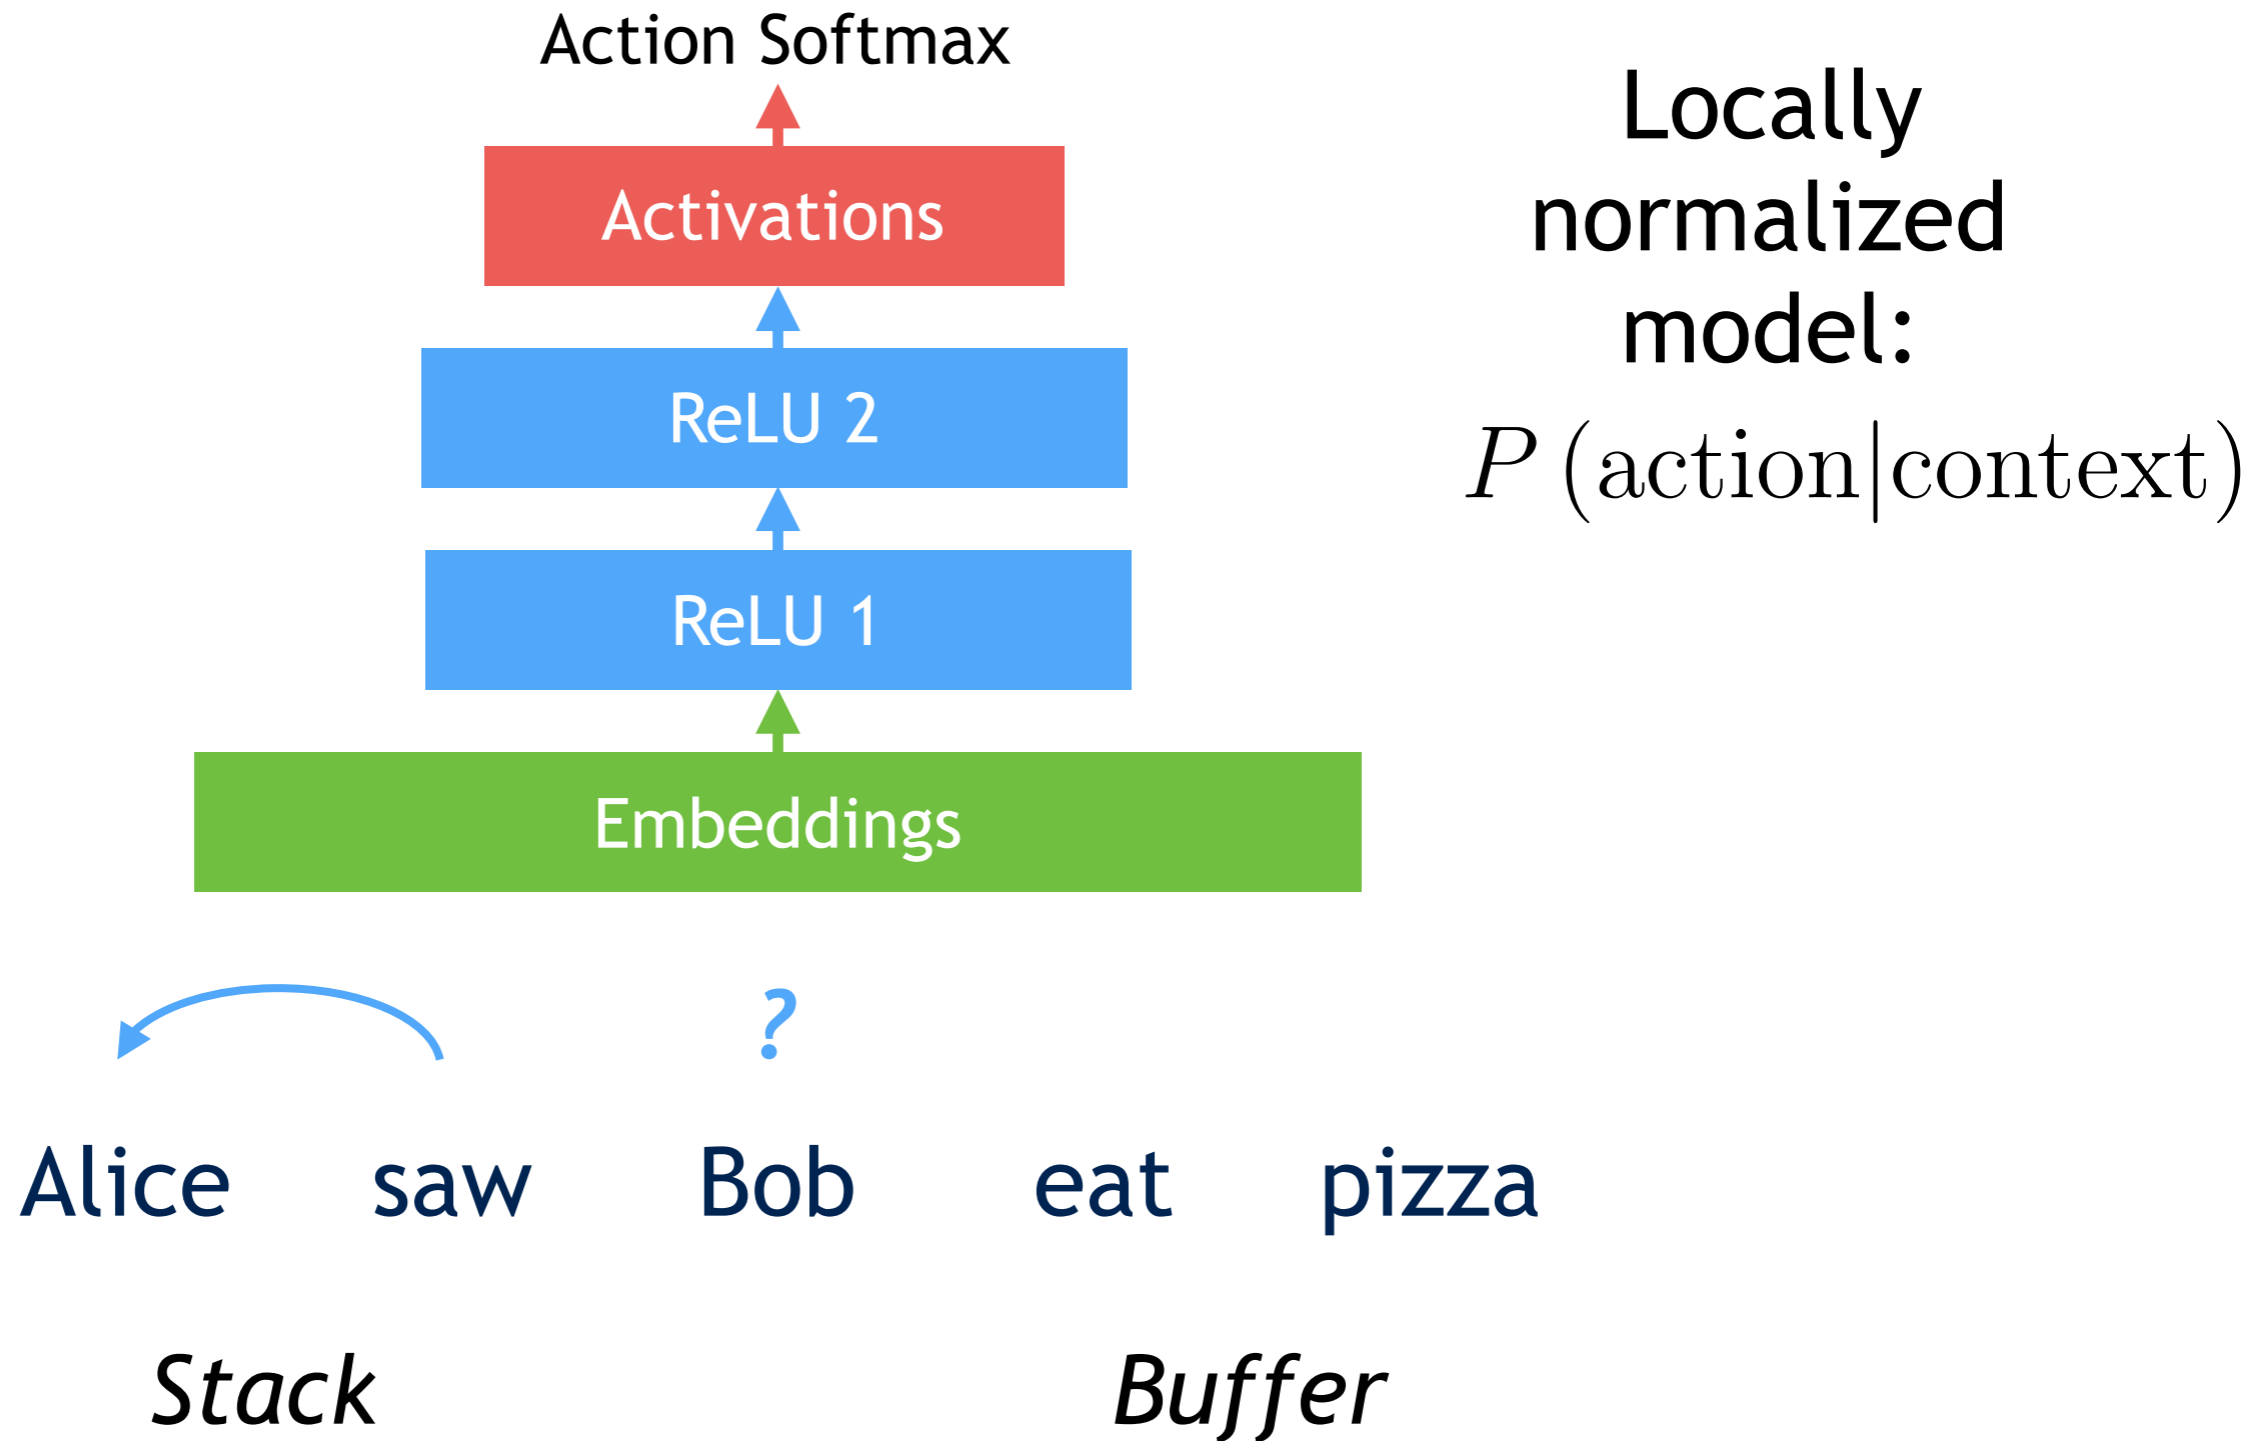 Action Softmax
Activations
ReLU 2
ReLU 1
Embeddings
Locally
normalized
model:
P (action|context)
?
Alice saw Bob eat pizza
Stack Buffer